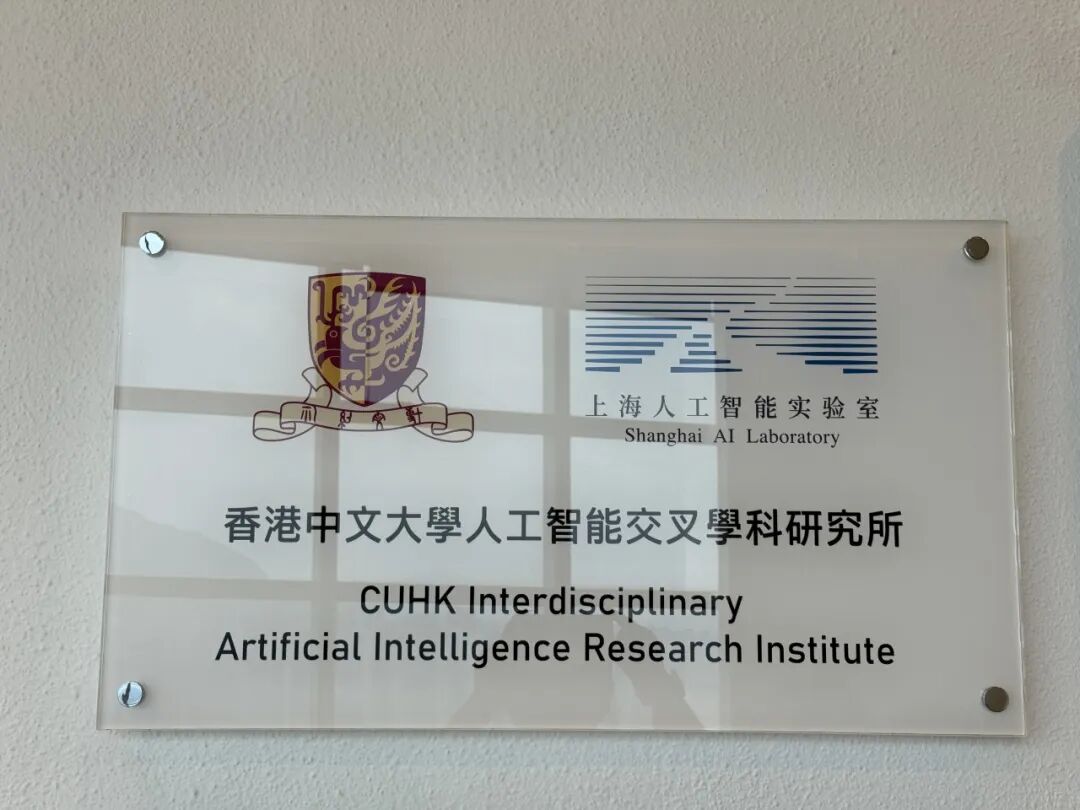 上海人工智能实验室
Shanghai AI Laboratory
香港中文大學人工智能交叉學科研究所
CUHK Interdisciplinary
Artificial Intelligence Research Institute